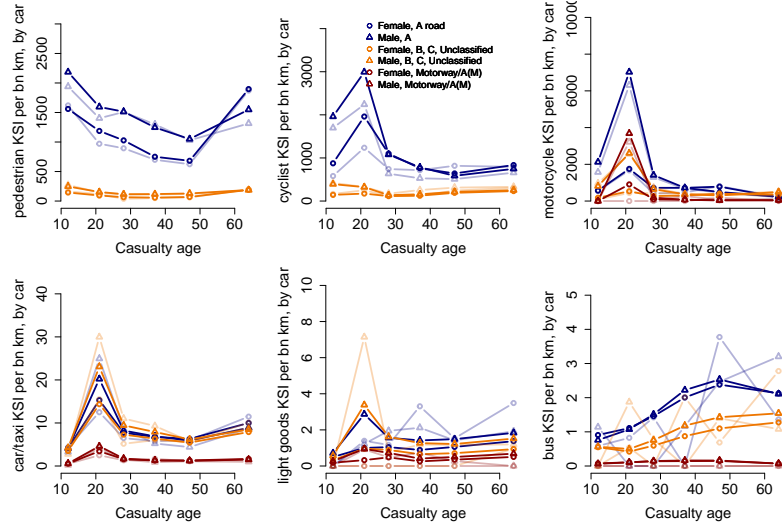 pedestrian KSI per bn km, by car
0 500 1500 2500
10 20 30 40 50 60
Casualty age
cyclist KSI per bn km, by car
0 1000 3000
10 20 30 40 50 60
Casualty age
Female, A road
Male, A
Female, B, C, Unclassified
Male, B, C, Unclassified
Female, Motorway/A(M)
Male, Motorway/A(M)
motorcycle KSI per bn km, by car
0 2000 6000 10000
10 20 30 40 50 60
Casualty age
car/taxi KSI per bn km, by car
0 10 20 30 40
10 20 30 40 50 60
Casualty age
light goods KSI per bn km, by car
0 2 4 6 8 10
10 20 30 40 50 60
Casualty age
bus KSI per bn km, by car
0 1 2 3 4 5
10 20 30 40 50 60
Casualty age